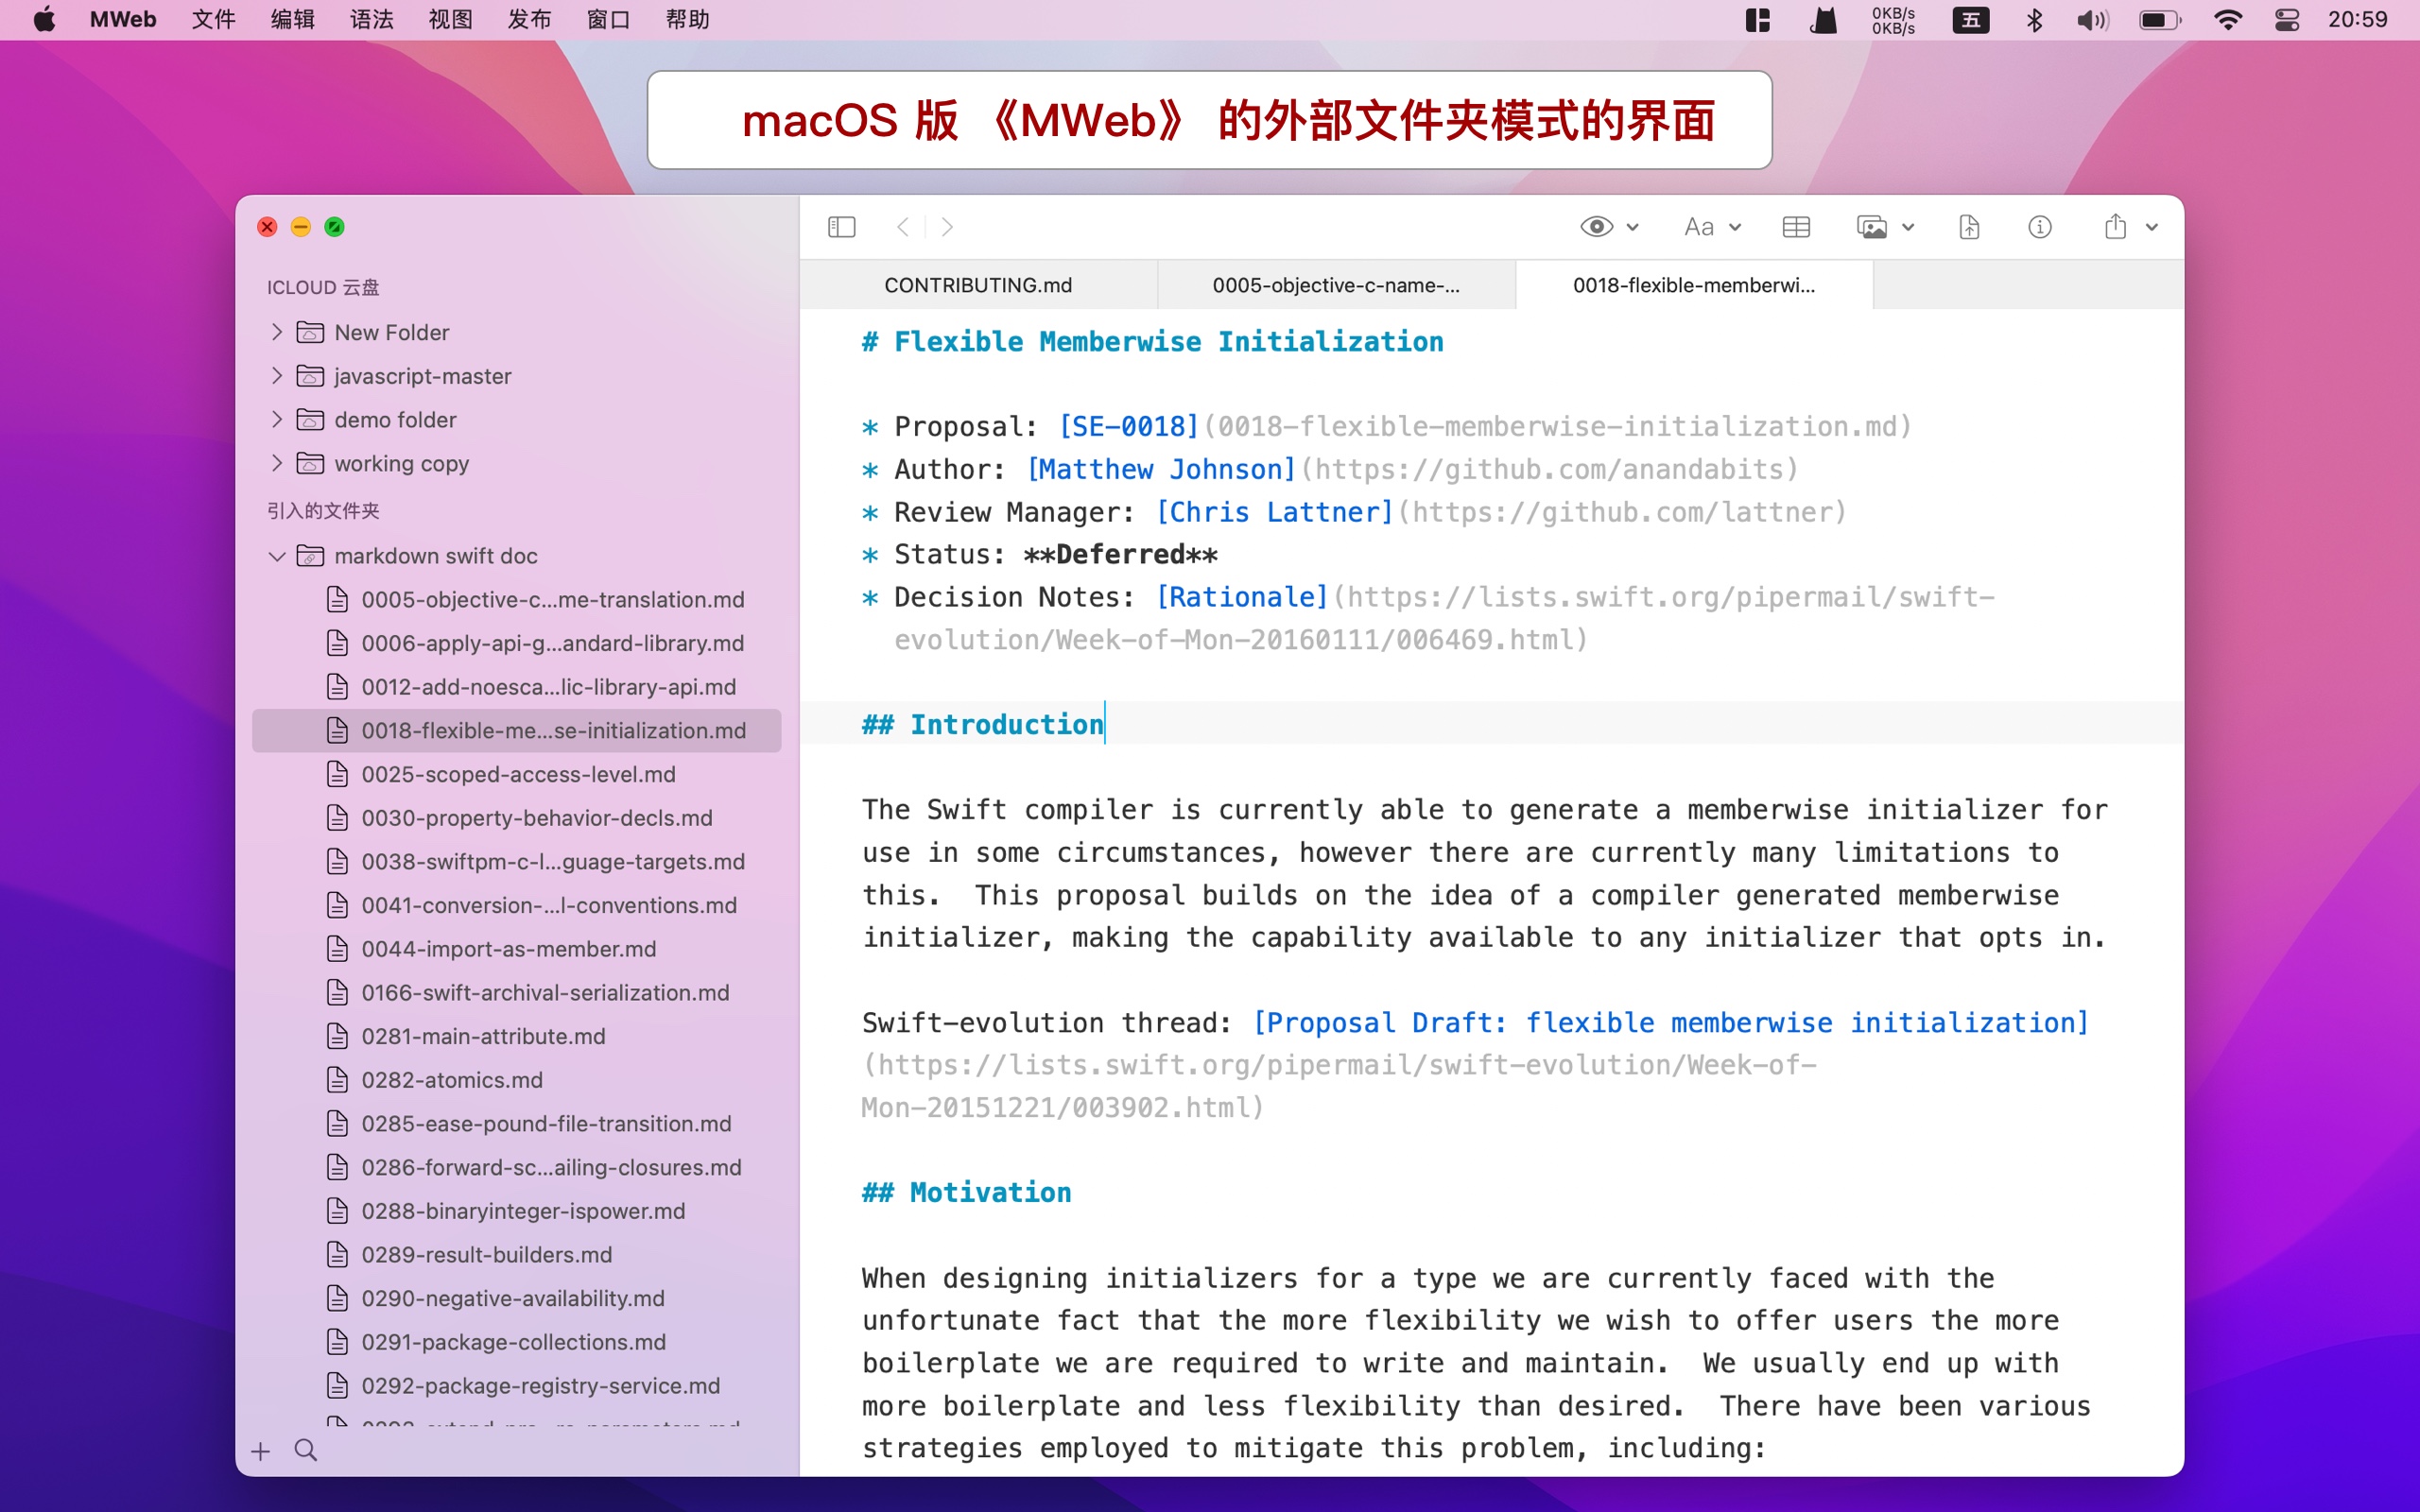 MWeb 文件 编辑 语法 视图 发布 窗口 帮助 0KB/s 0KB/s 五 20:59
macOS 版 《MWeb》 的外部文件夹模式的界面
ICLOUD 云盘
New Folder
javascript-master
demo folder
working copy
引入的文件夹
markdown swift doc
0005-objective-c...me-translation.md
0006-apply-api-g...andard-library.md
0012-add-noesca...lic-library-api.md
0018-flexible-me...se-initialization.md
0025-scoped-access-level.md
0030-property-behavior-decls.md
0038-swiftpm-c-l...guage-targets.md
0041-conversion-...l-conventions.md
0044-import-as-member.md
0166-swift-archival-serialization.md
0281-main-attribute.md
0282-atomics.md
0285-ease-pound-file-transition.md
0286-forward-sc...ailing-closures.md
0288-binaryinteger-ispower.md
0289-result-builders.md
0290-negative-availability.md
0291-package-collections.md
0292-package-registry-service.md
Aa
CONTRIBUTING.md 0005-objective-c-name-... 0018-flexible-memberwi...
# Flexible Memberwise Initialization
* Proposal: [SE-0018](0018-flexible-memberwise-initialization.md)
* Author: [Matthew Johnson](https://github.com/anandabits)
* Review Manager: [Chris Lattner](https://github.com/lattner)
* Status: **Deferred**
* Decision Notes: [Rationale](https://lists.swift.org/pipermail/swift-
evolution/Week-of-Mon-20160111/006469.html)
## Introduction
The Swift compiler is currently able to generate a memberwise initializer for
use in some circumstances, however there are currently many limitations to
this.  This proposal builds on the idea of a compiler generated memberwise
initializer, making the capability available to any initializer that opts in.
Swift-evolution thread: [Proposal Draft: flexible memberwise initialization]
(https://lists.swift.org/pipermail/swift-evolution/Week-of-
Mon-20151221/003902.html)
## Motivation
When designing initializers for a type we are currently faced with the
unfortunate fact that the more flexibility we wish to offer users the more
boilerplate we are required to write and maintain.  We usually end up with
more boilerplate and less flexibility than desired.  There have been various
strategies employed to mitigate this problem, including: